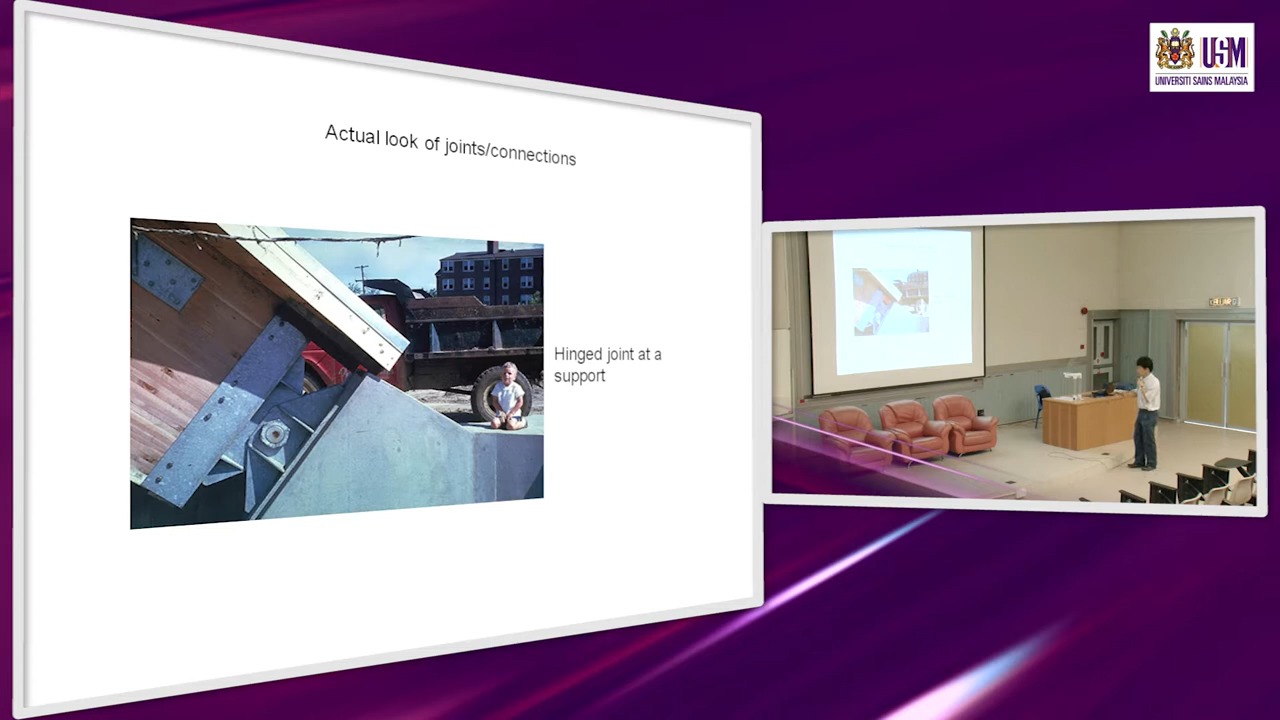 Actual look of joints/connections
Hinged joint at a
support
USM
UNIVERSITI SAINS MALAYSIA